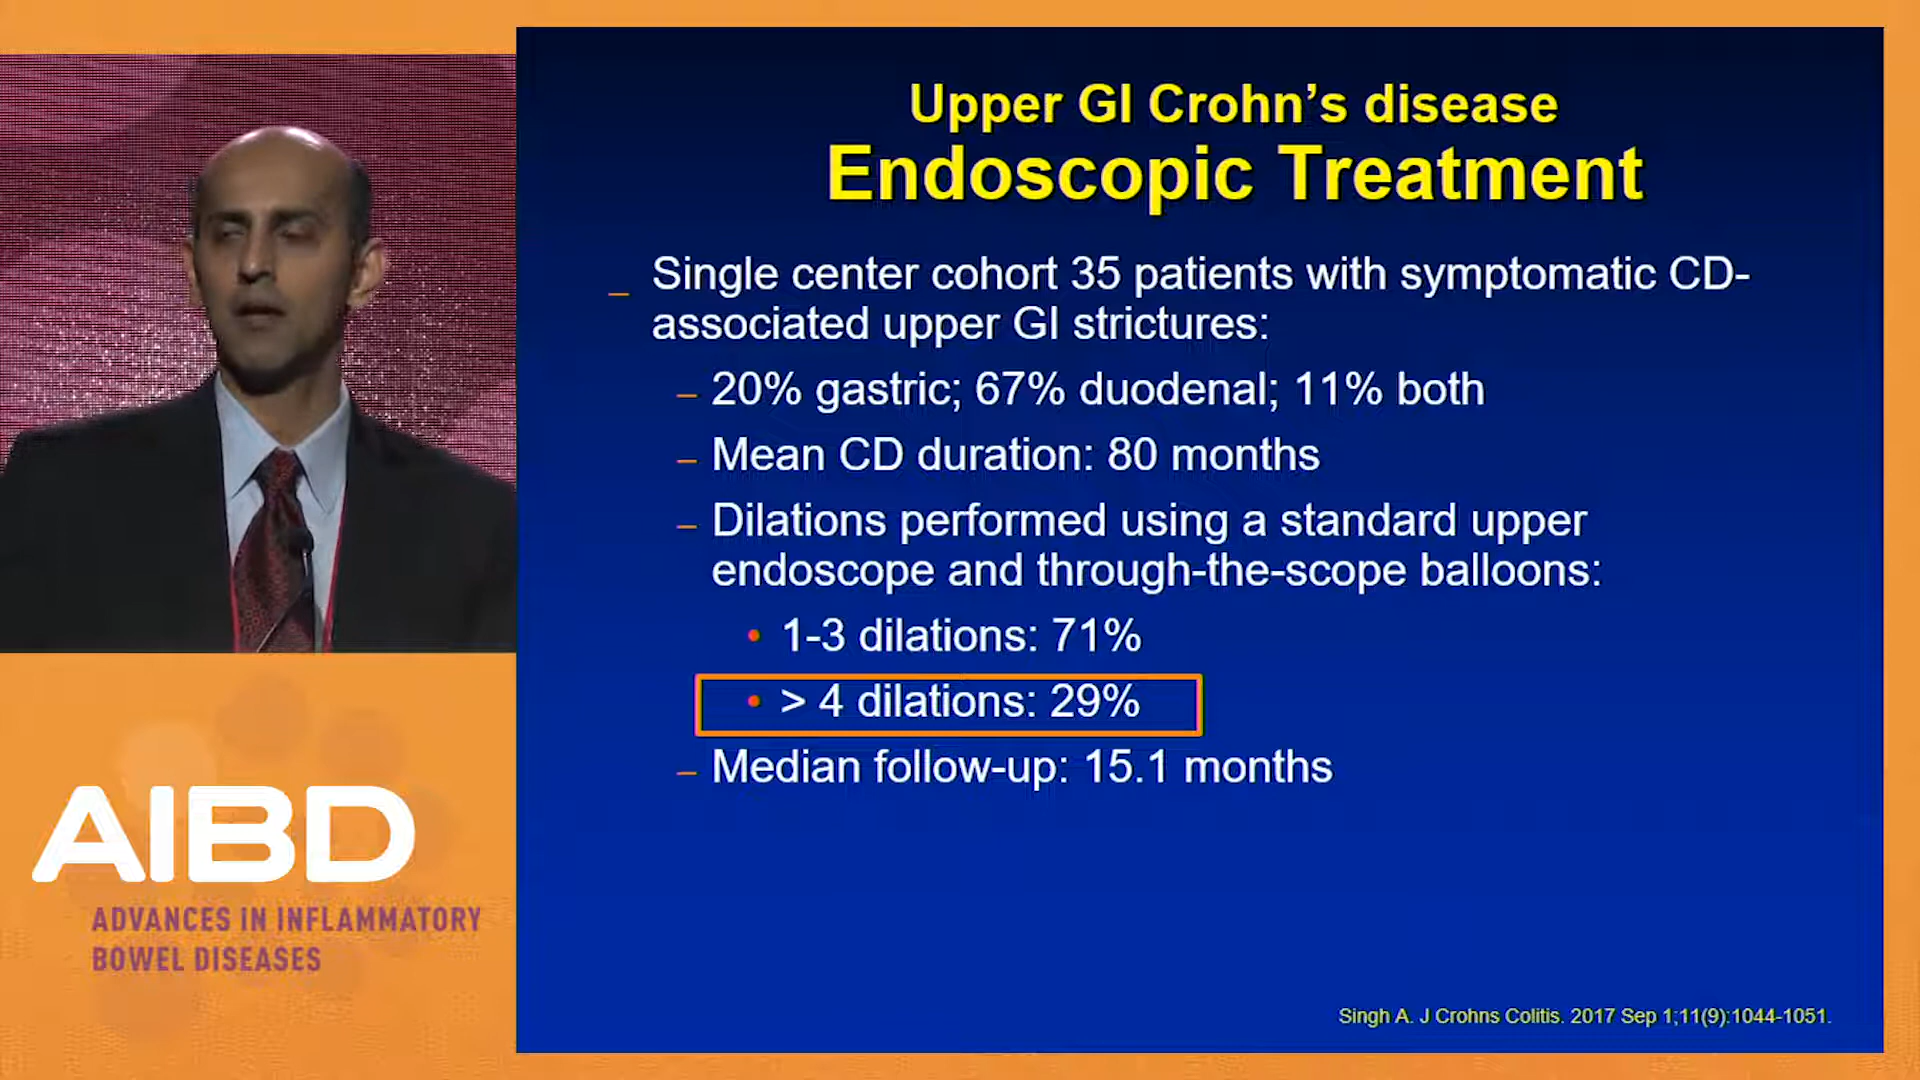 Upper GI Crohn's disease
Endoscopic Treatment
_ Single center cohort 35 patients with symptomatic CD-
associated upper GI strictures:
– 20% gastric; 67% duodenal; 11% both
– Mean CD duration: 80 months
– Dilations performed using a standard upper
endoscope and through-the-scope balloons:
• 1-3 dilations: 71%
• > 4 dilations: 29%
– Median follow-up: 15.1 months
Singh A. J Crohns Colitis. 2017 Sep 1;11(9):1044-1051.
AIBD
ADVANCES IN INFLAMMATORY
BOWEL DISEASES